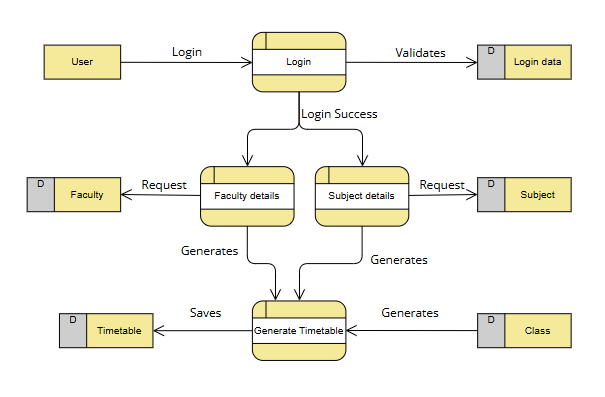 User
Login
Login
Validates
D
Login data
Login Success
D
Faculty
Request
Faculty details
Subject details
Request
D
Subject
Generates
Generates
D
Timetable
Saves
Generate Timetable
Generates
D
Class